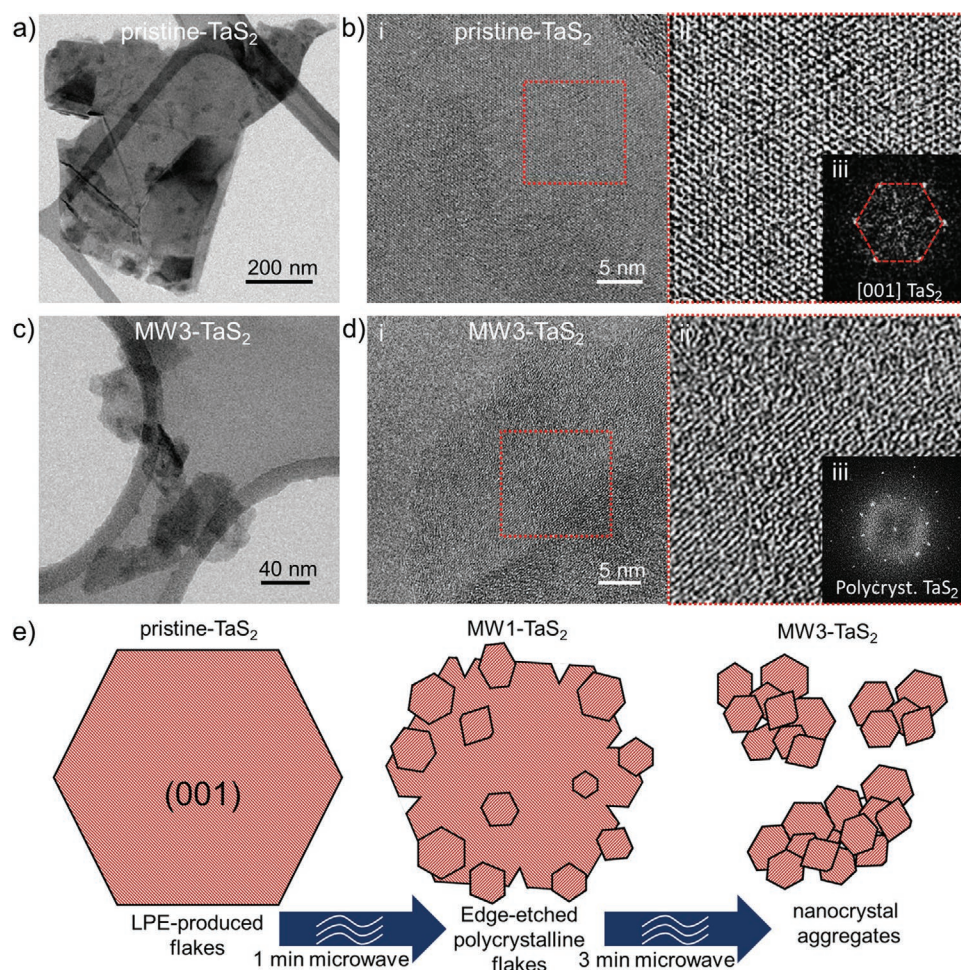 a)
pristine-TaS₂
200 nm
b)
i
pristine-TaS₂
5 nm
ii
iii
[001] TaS₂
c)
MW3-TaS₂
40 nm
d)
i
MW3-TaS₂
5 nm
ii
iii
Polycryst. TaS₂
e)
pristine-TaS₂
MW1-TaS₂
MW3-TaS₂
(001)
LPE-produced
flakes
1 min microwave
Edge-etched
polycrystalline
flakes
3 min microwave
nanocrystal
aggregates